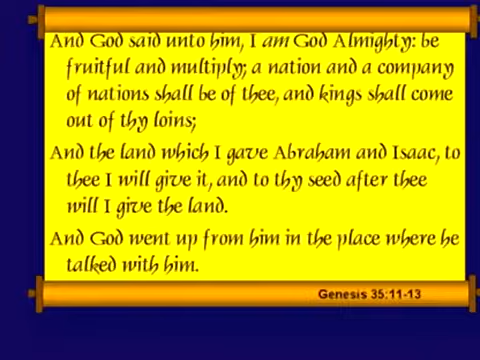 And God said unto him, I am God Almighty: be
fruitful and multiply; a nation and a company
of nations shall be of thee, and kings shall come
out of thy loins;
And the land which I gave Abraham and Isaac, to
thee I will give it, and to thy seed after thee
will I give the land.
And God went up from him in the place where he
talked with him.
Genesis 35:11-13